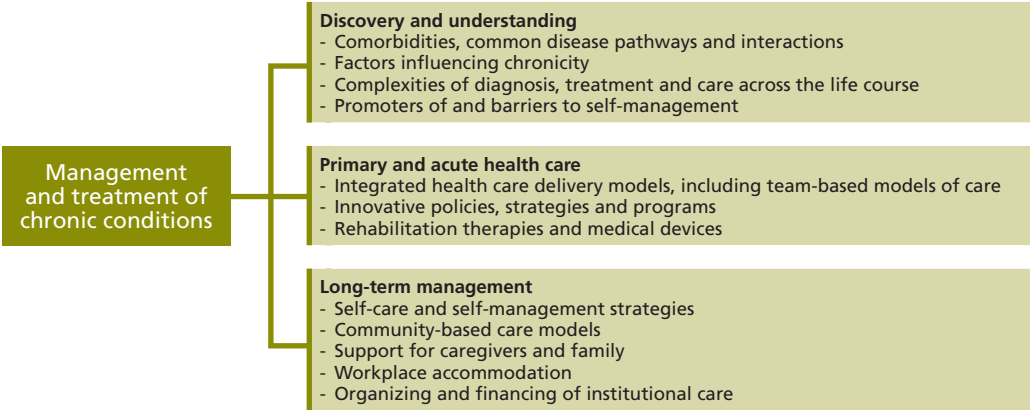 Management
and treatment of
chronic conditions
Discovery and understanding
- Comorbidities, common disease pathways and interactions
- Factors influencing chronicity
- Complexities of diagnosis, treatment and care across the life course
- Promoters of and barriers to self-management
Primary and acute health care
- Integrated health care delivery models, including team-based models of care
- Innovative policies, strategies and programs
- Rehabilitation therapies and medical devices
Long-term management
- Self-care and self-management strategies
- Community-based care models
- Support for caregivers and family
- Workplace accommodation
- Organizing and financing of institutional care